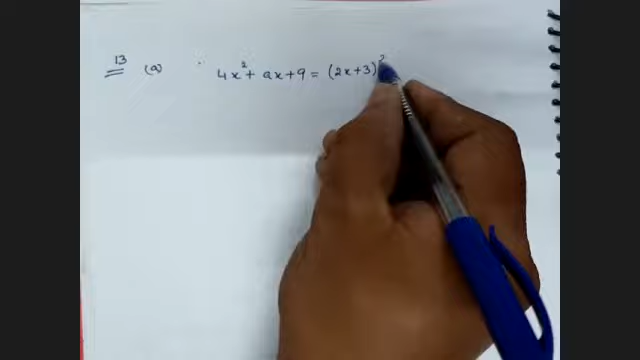 13 (a) 4x² + ax + 9 = (2x+3)²